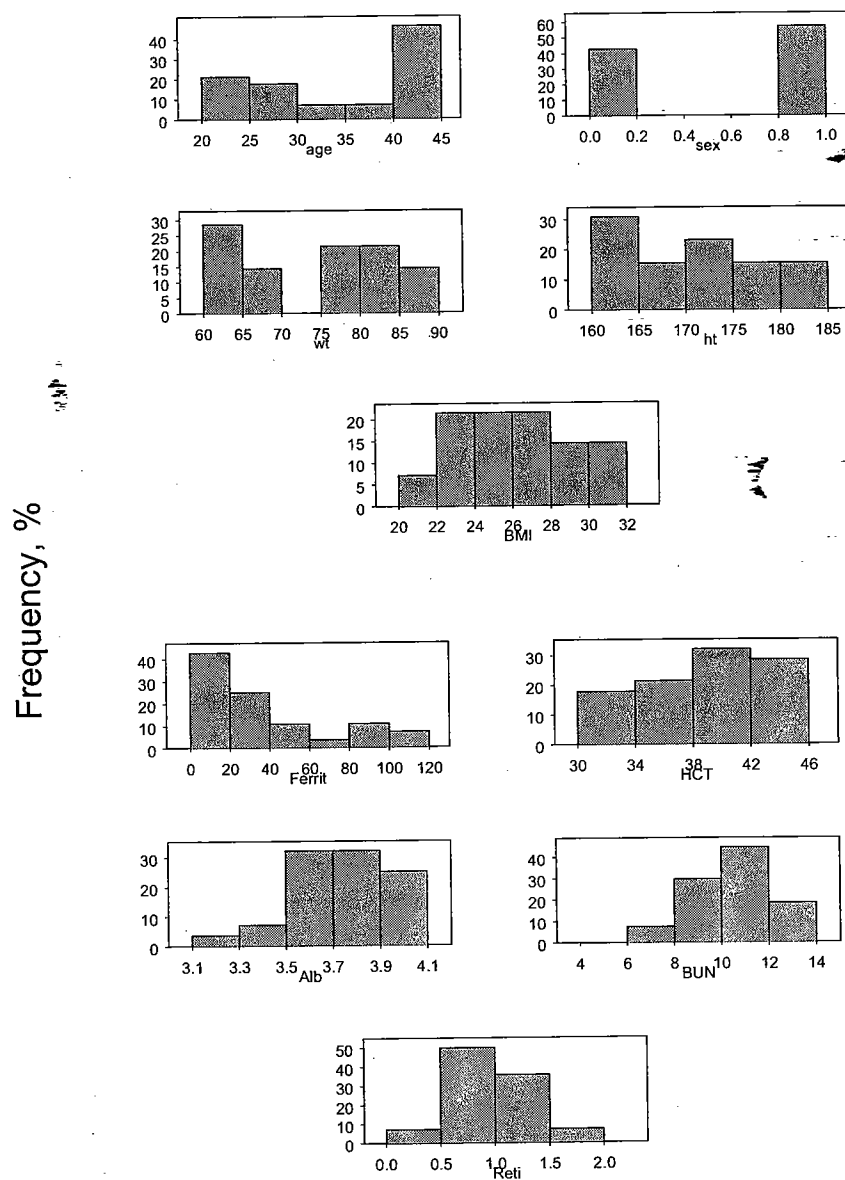 40
30
20
10
0
20 25 30 35 40 45
age
60
50
40
30
20
10
0
0.0 0.2 0.4 0.6 0.8 1.0
sex
30
25
20
15
10
5
0
60 65 70 75 80 85 90
wt
30
20
10
0
160 165 170 175 180 185
ht
20
15
10
5
0
20 22 24 26 28 30 32
BMI
Frequency, %
40
30
20
10
0
0 20 40 60 80 100 120
Ferrit
30
20
10
0
30 34 38 42 46
HCT
30
20
10
0
3.1 3.3 3.5 3.7 3.9 4.1
Alb
40
30
20
10
0
4 6 8 10 12 14
BUN
50
40
30
20
10
0
0.0 0.5 1.0 1.5 2.0
Reti